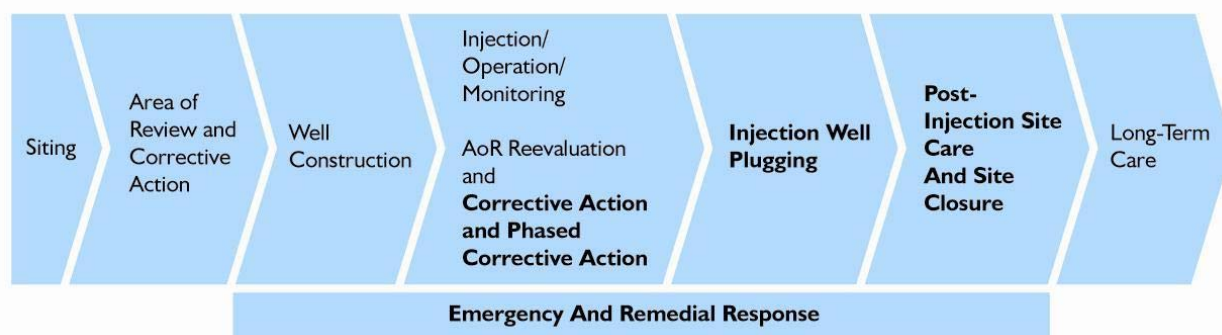 Siting
Area of
Review and
Corrective
Action
Well
Construction
Injection/
Operation/
Monitoring
AoR Reevaluation
and
Corrective Action
and Phased
Corrective Action
Injection Well
Plugging
Post-
Injection Site
Care
And Site
Closure
Long-Term
Care
Emergency And Remedial Response